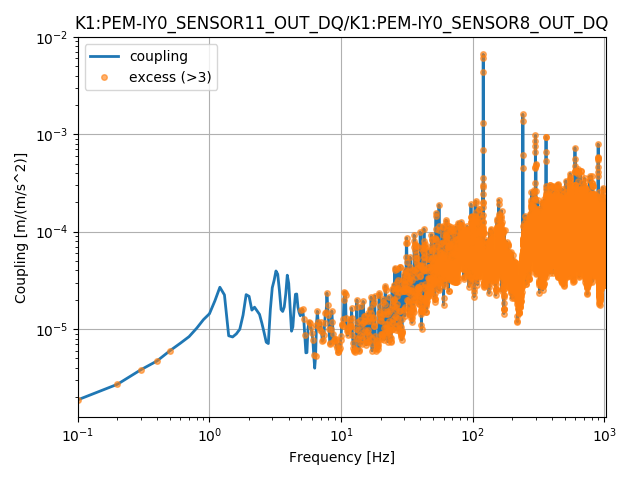 K1:PEM-IY0_SENSOR11_OUT_DQ/K1:PEM-IY0_SENSOR8_OUT_DQ
coupling
excess (>3)
Coupling [m/(m/s^2)]
10^-2
10^-3
10^-4
10^-5
10^-1 10^0 10^1 10^2 10^3
Frequency [Hz]